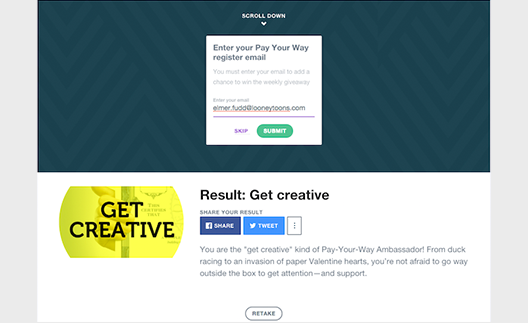 SCROLL DOWN
Enter your Pay Your Way
register email
You must enter your email to add a
chance to win the weekly giveaway
Enter your email
elmer.fudd@looneytoons.com
SKIP
SUBMIT
GET
CREATIVE
Result: Get creative
SHARE YOUR RESULT
SHARE
TWEET
You are the "get creative" kind of Pay-Your-Way Ambassador! From duck
racing to an invasion of paper Valentine hearts, you're not afraid to go way
outside the box to get attention—and support.
RETAKE